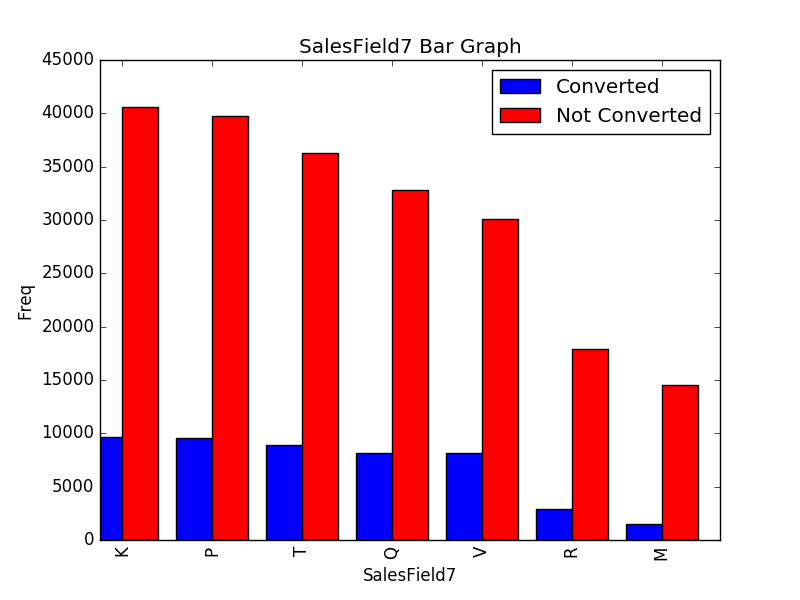 SalesField7 Bar Graph
Converted
Not Converted
45000
40000
35000
30000
25000
20000
15000
10000
5000
0
Freq
K P T Q V R M
SalesField7